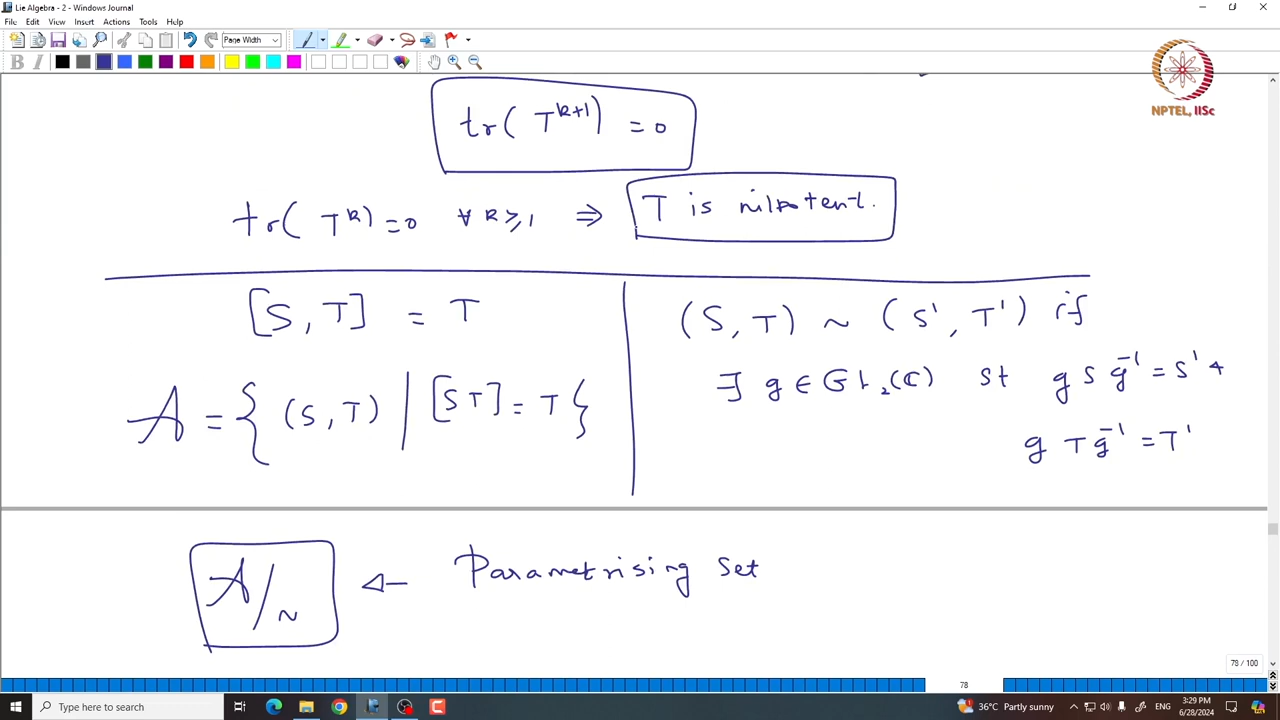 Lie Algebra - 2 - Windows Journal
File Edit View Insert Actions Tools Help
Page Width
NPTEL, IISc
tr( T^{k+1}) = 0
tr( T^k) = 0 ∀ k ≥ 1 ⇒ T is nilpotent.
[S, T] = T
A = { (S, T) | [S T] = T }
(S, T) ~ (S', T') if
∃ g ∈ GL_2(C) st g S g^{-1} = S' +
g T g^{-1} = T'
A/~ ← Parametrising Set
78 / 100
78
Type here to search
36°C Partly sunny
3:29 PM
6/28/2024